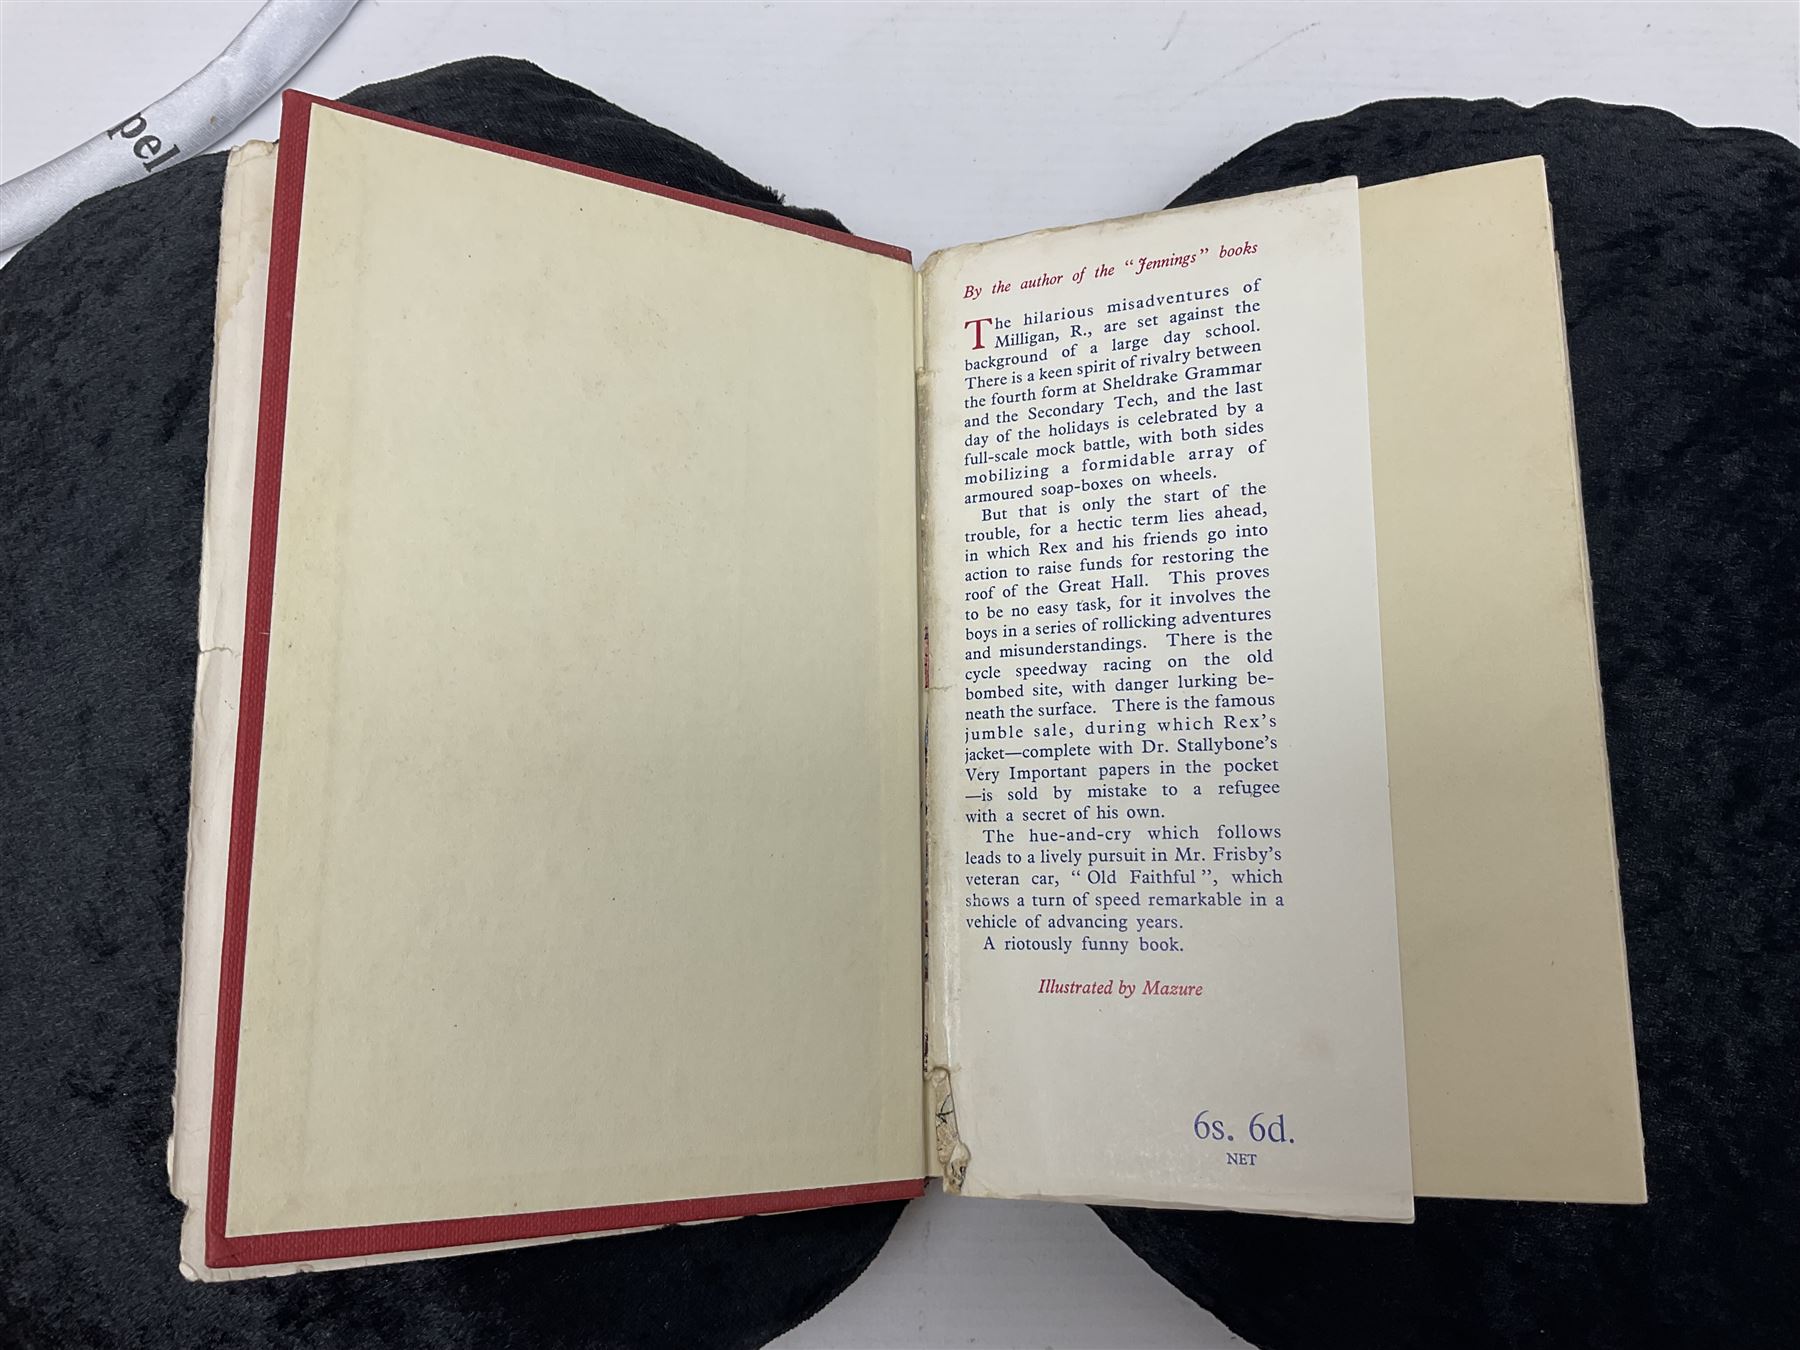 pel
By the author of the "Jennings" books
The hilarious misadventures of
Milligan, R., are set against the
background of a large day school.
There is a keen spirit of rivalry between
the fourth form at Sheldrake Grammar
and the Secondary Tech, and the last
day of the holidays is celebrated by a
full-scale mock battle, with both sides
mobilizing a formidable array of
armoured soap-boxes on wheels.
But that is only the start of the
trouble, for a hectic term lies ahead,
in which Rex and his friends go into
action to raise funds for restoring the
roof of the Great Hall. This proves
to be no easy task, for it involves the
boys in a series of rollicking adventures
and misunderstandings. There is the
cycle speedway racing on the old
bombed site, with danger lurking be-
neath the surface. There is the famous
jumble sale, during which Rex's
jacket—complete with Dr. Stallybone's
Very Important papers in the pocket
—is sold by mistake to a refugee
with a secret of his own.
The hue-and-cry which follows
leads to a lively pursuit in Mr. Frisby's
veteran car, "Old Faithful", which
shows a turn of speed remarkable in a
vehicle of advancing years.
A riotously funny book.
Illustrated by Mazure
6s. 6d.
NET